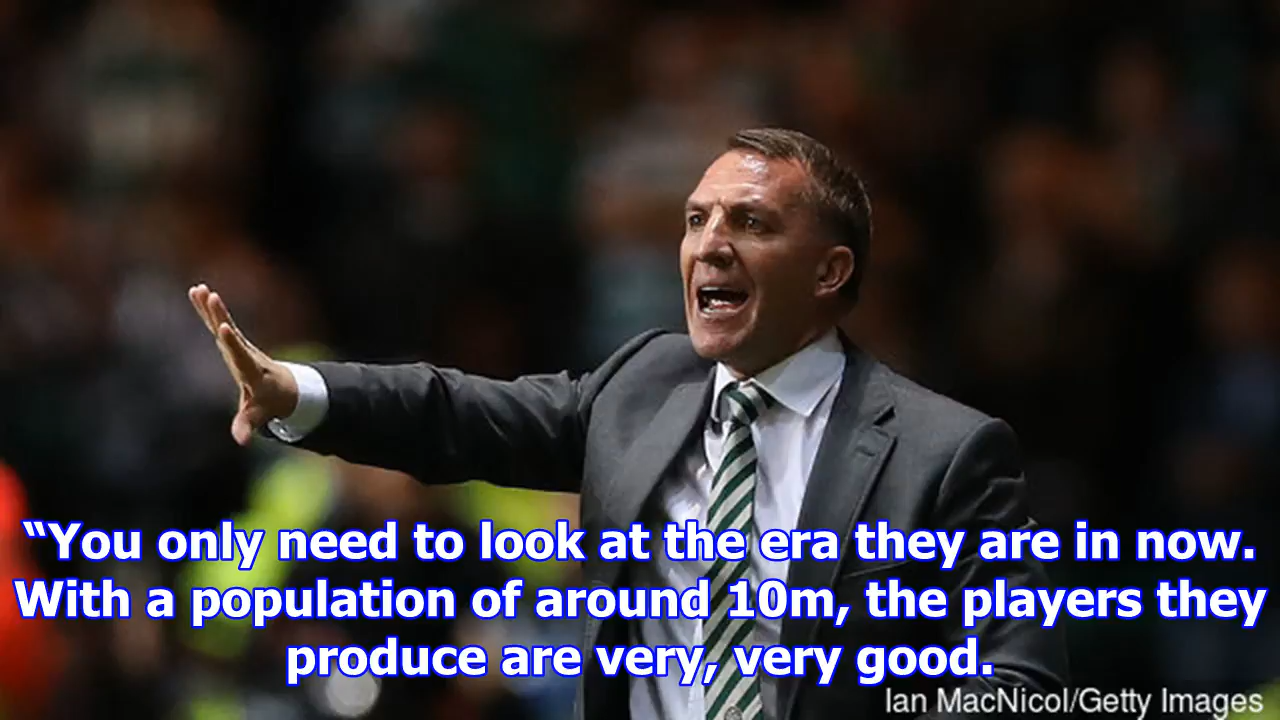 “You only need to look at the era they are in now.
With a population of around 10m, the players they
produce are very, very good.
Ian MacNicol/Getty Images